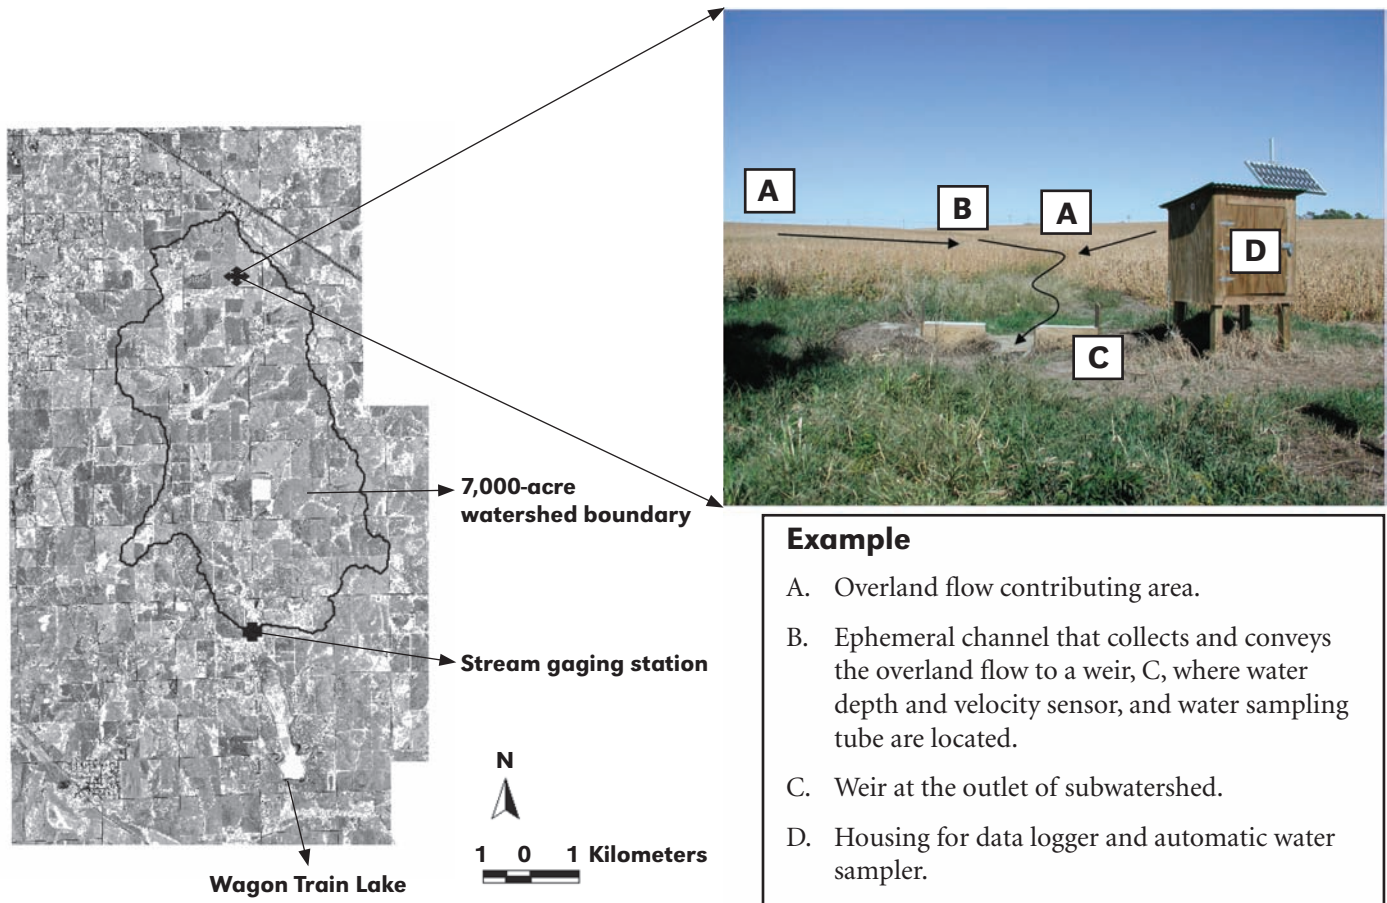 A
B
A
D
C
7,000-acre
watershed boundary
Stream gaging station
N
1 0 1 Kilometers
Wagon Train Lake
Example
A. Overland flow contributing area.
B. Ephemeral channel that collects and conveys
the overland flow to a weir, C, where water
depth and velocity sensor, and water sampling
tube are located.
C. Weir at the outlet of subwatershed.
D. Housing for data logger and automatic water
sampler.